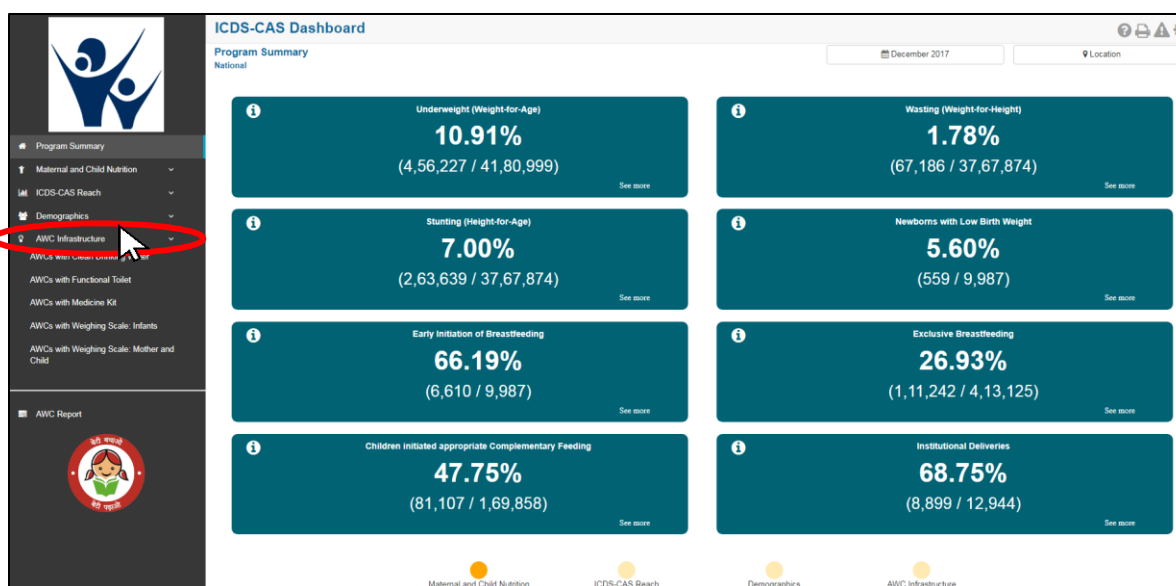 ICDS-CAS Dashboard
Program Summary
National
December 2017
Location
Program Summary
Maternal and Child Nutrition
ICDS-CAS Reach
Demographics
AWC Infrastructure
AWCs with Clean Drinking Water
AWCs with Functional Toilet
AWCs with Medicine Kit
AWCs with Weighing Scale: Infants
AWCs with Weighing Scale: Mother and
Child
AWC Report
बेटी बचाओ
बेटी पढ़ाओ
Underweight (Weight-for-Age)
10.91%
(4,56,227 / 41,80,999)
See more
Wasting (Weight-for-Height)
1.78%
(67,186 / 37,67,874)
See more
Stunting (Height-for-Age)
7.00%
(2,63,639 / 37,67,874)
See more
Newborns with Low Birth Weight
5.60%
(559 / 9,987)
See more
Early Initiation of Breastfeeding
66.19%
(6,610 / 9,987)
See more
Exclusive Breastfeeding
26.93%
(1,11,242 / 4,13,125)
See more
Children initiated appropriate Complementary Feeding
47.75%
(81,107 / 1,69,858)
See more
Institutional Deliveries
68.75%
(8,899 / 12,944)
See more
Maternal and Child Nutrition
ICDS-CAS Reach
Demographics
AWC Infrastructure